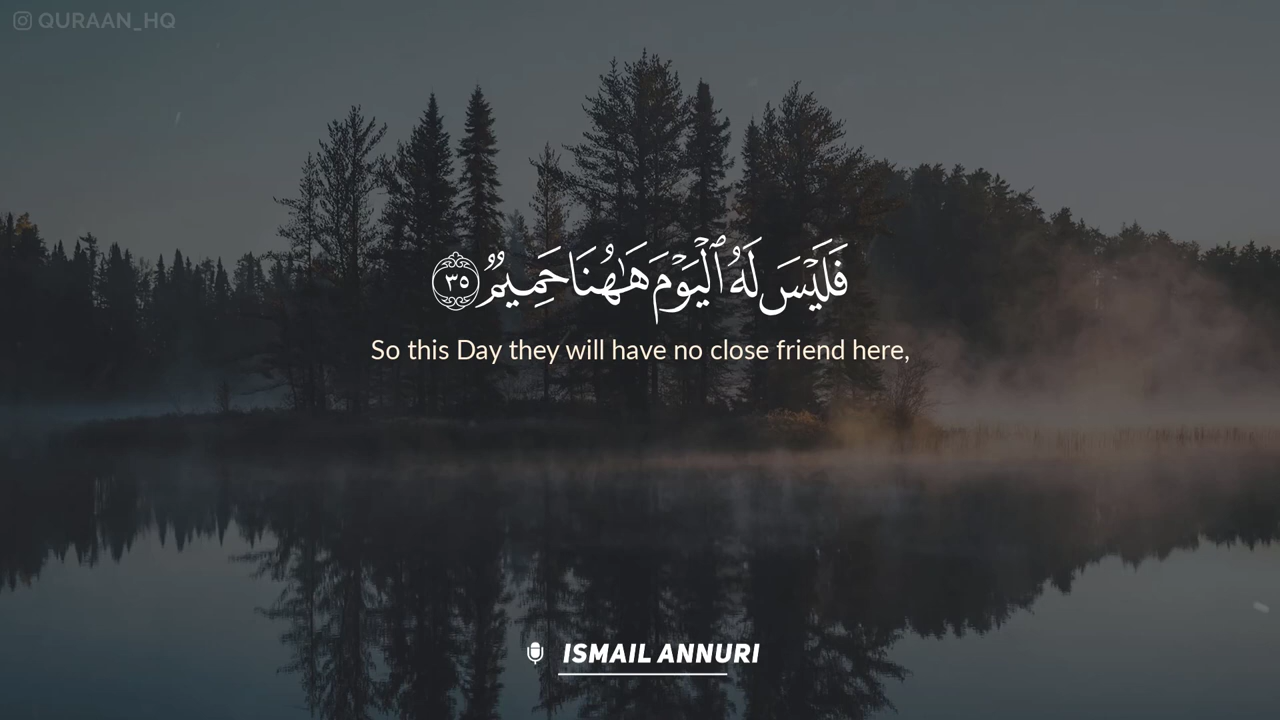 QURAAN_HQ
فَلَيْسَ لَهُ ٱلْيَوْمَ هَـٰهُنَا حَمِيمٌ ٣٥
So this Day they will have no close friend here,
ISMAIL ANNURI